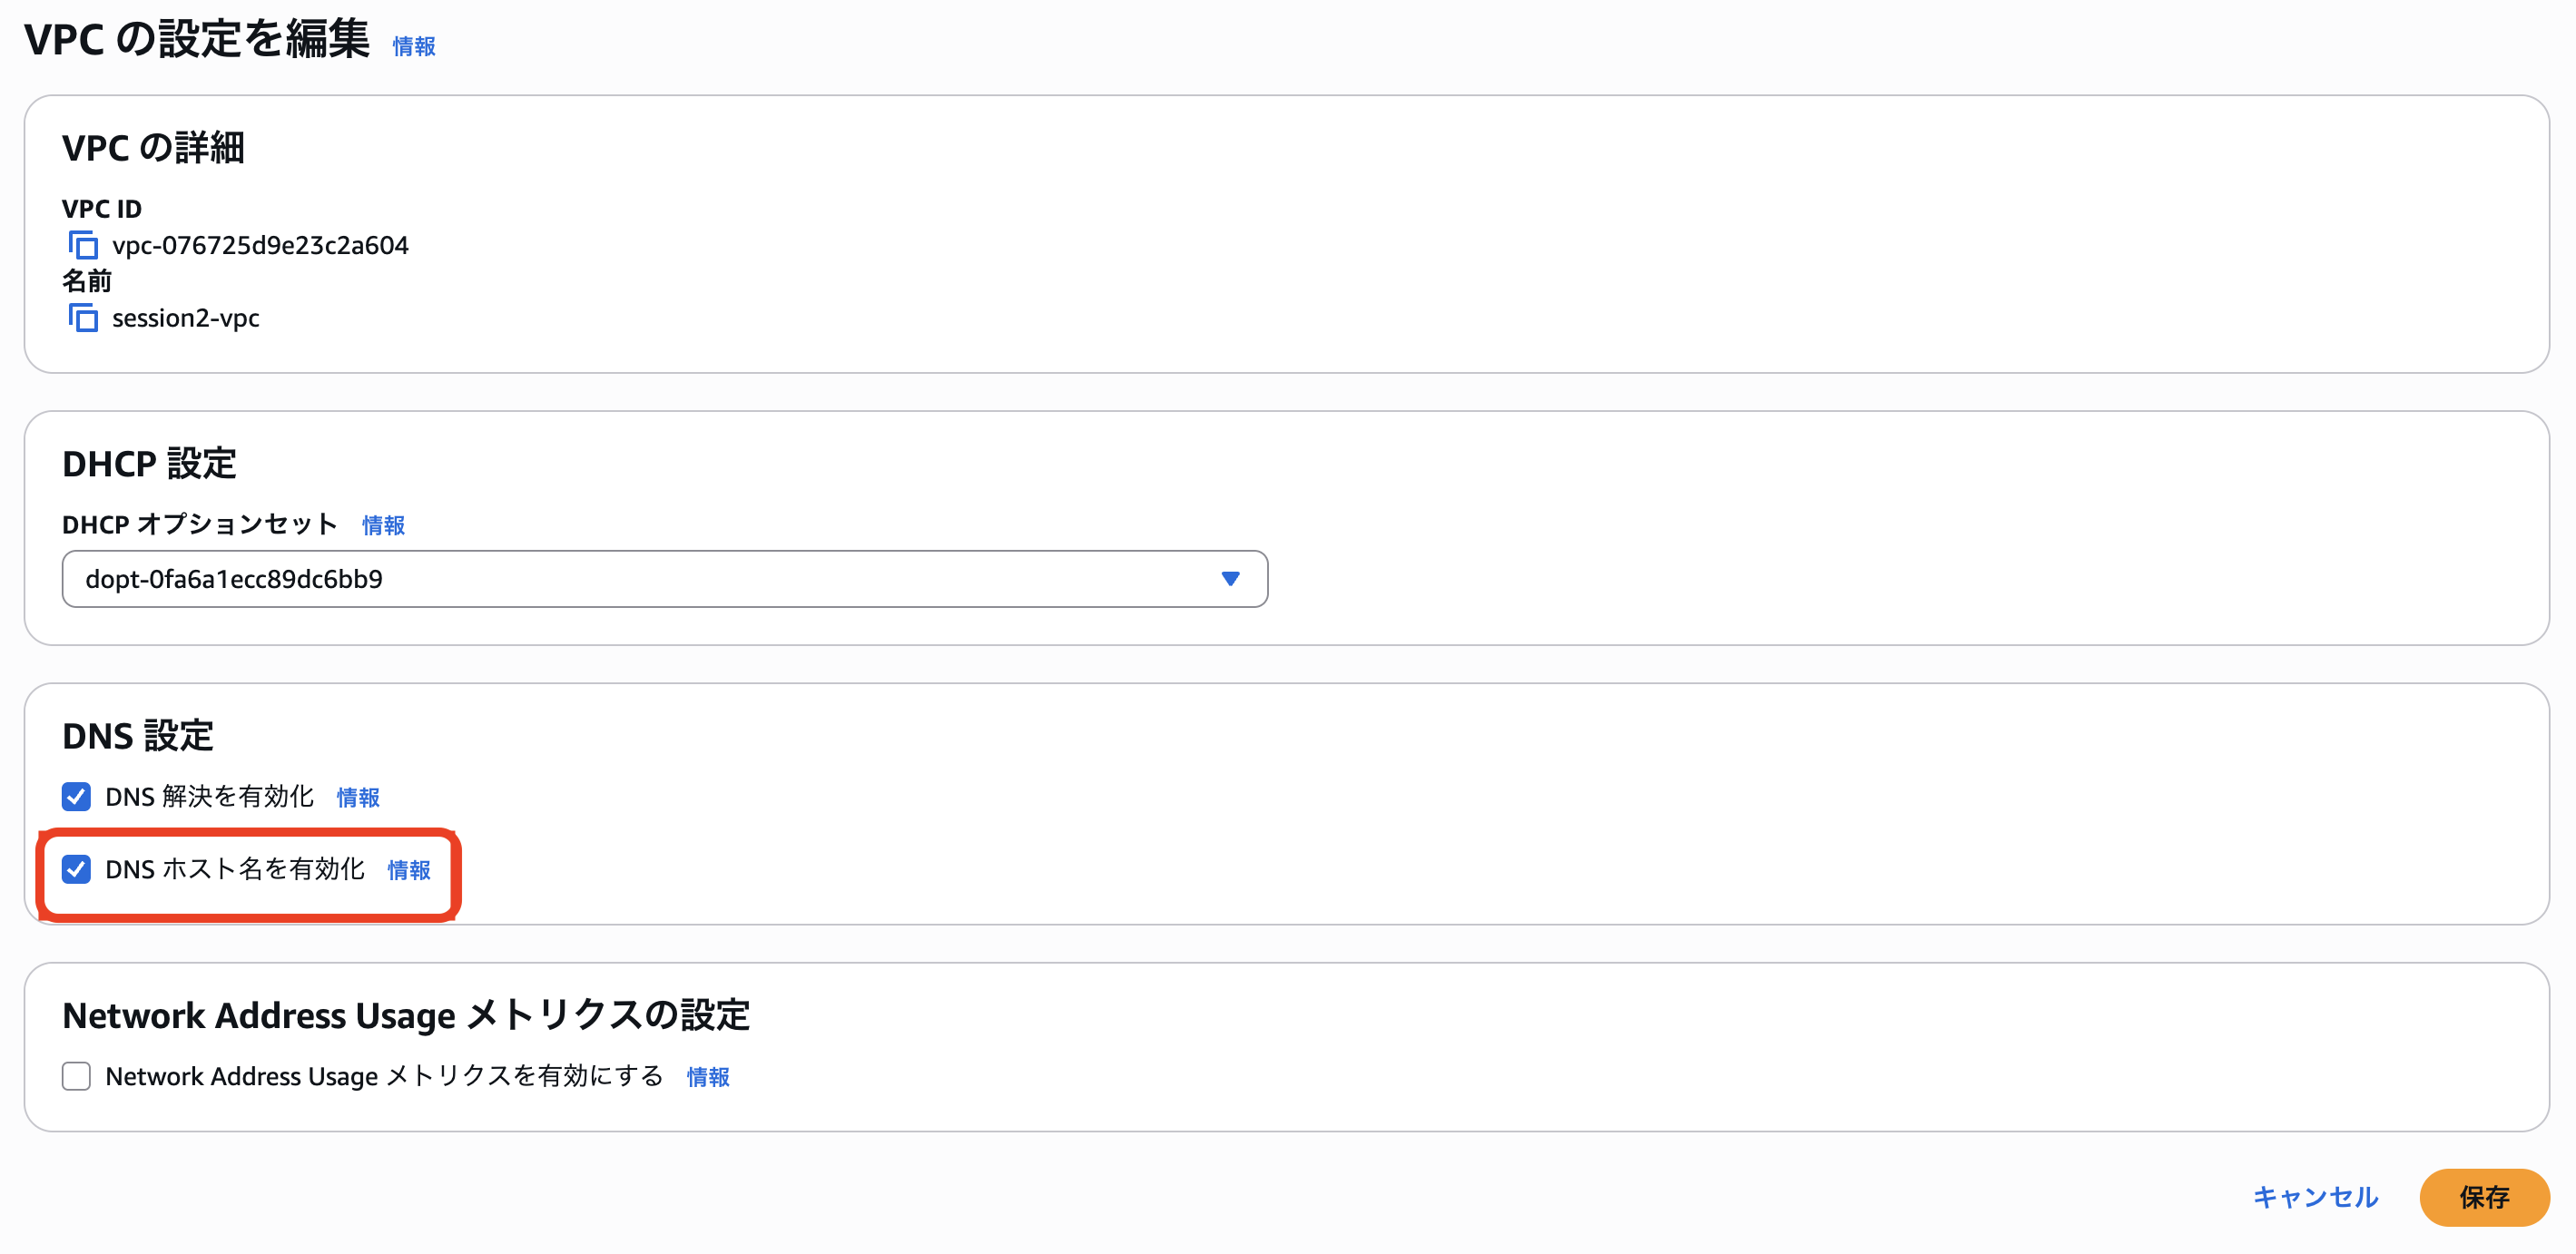 VPC の設定を編集 情報
VPC の詳細
VPC ID
vpc-076725d9e23c2a604
名前
session2-vpc
DHCP 設定
DHCP オプションセット 情報
dopt-0fa6a1ecc89dc6bb9
DNS 設定
DNS 解決を有効化 情報
DNS ホスト名を有効化 情報
Network Address Usage メトリクスの設定
Network Address Usage メトリクスを有効にする 情報
キャンセル 保存